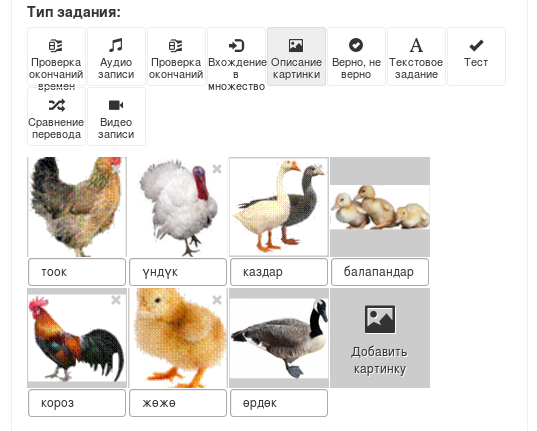 Тип задания:
Проверка окончаний времен
Аудио записи
Проверка окончаний
Вхождение в множество
Описание картинки
Верно, не верно
Текстовое задание
Тест
Сравнение перевода
Видео записи
тоок
үндүк
каздар
балапандар
Добавить картинку
короз
жөжө
өрдөк